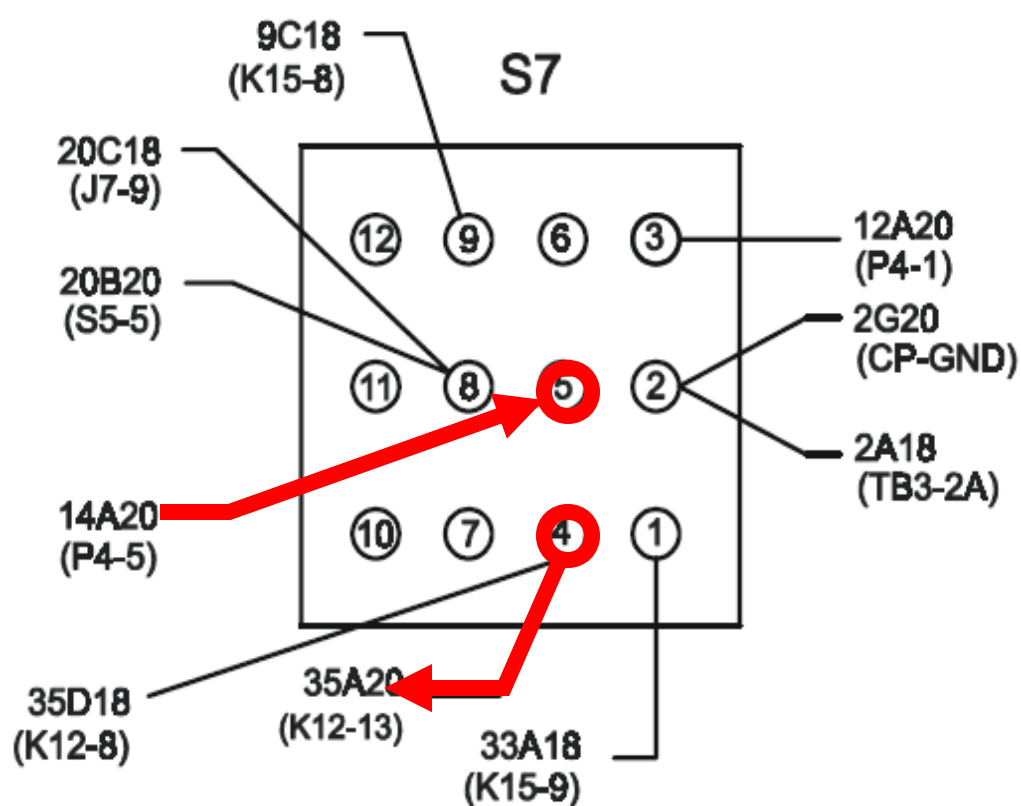 9C18
(K15-8)
S7
20C18
(J7-9)
20B20
(S5-5)
12 9 6 3
12A20
(P4-1)
2G20
(CP-GND)
11 8 5 2
2A18
(TB3-2A)
14A20
(P4-5)
10 7 4 1
35D18
(K12-8)
35A20
(K12-13)
33A18
(K15-9)